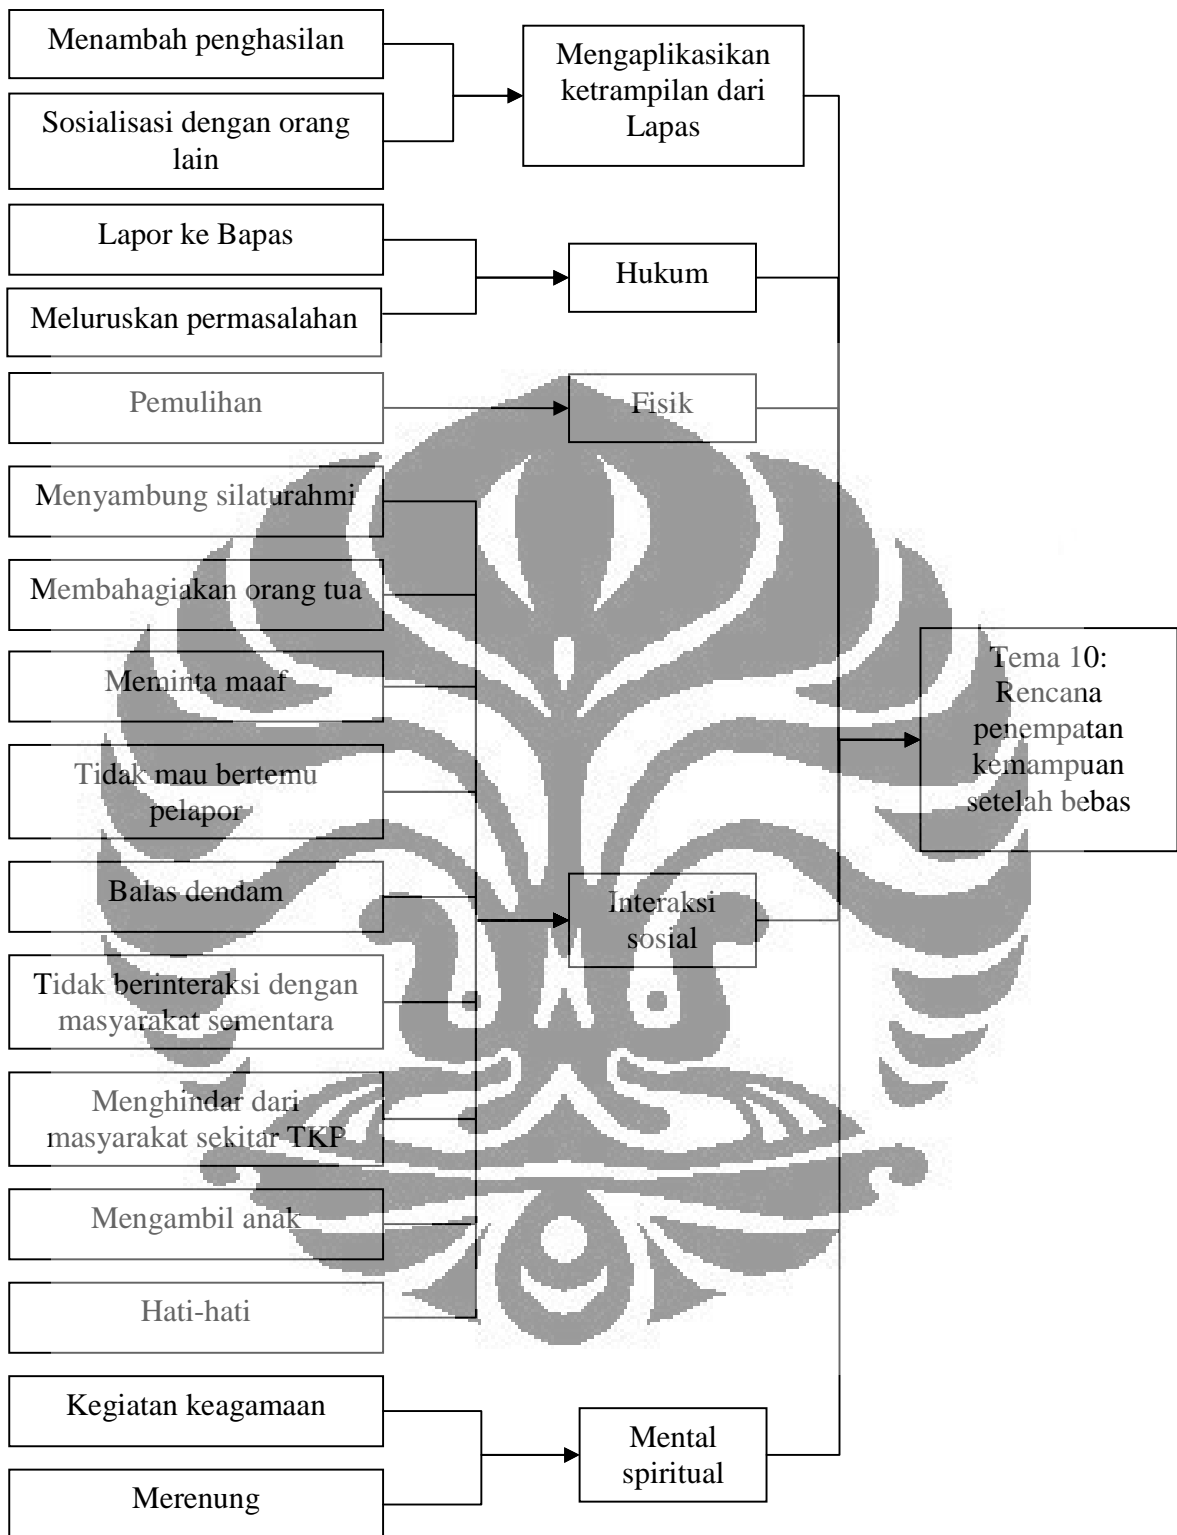 Menambah penghasilan
Sosialisasi dengan orang
lain
Mengaplikasikan
ketrampilan dari
Lapas
Lapor ke Bapas
Meluruskan permasalahan
Hukum
Pemulihan
Fisik
Menyambung silaturahmi
Membahagiakan orang tua
Meminta maaf
Tidak mau bertemu
pelapor
Balas dendam
Tidak berinteraksi dengan
masyarakat sementara
Menghindar dari
masyarakat sekitar TKP
Mengambil anak
Hati-hati
Interaksi
sosial
Kegiatan keagamaan
Merenung
Mental
spiritual
Tema 10:
Rencana
penempatan
kemampuan
setelah bebas